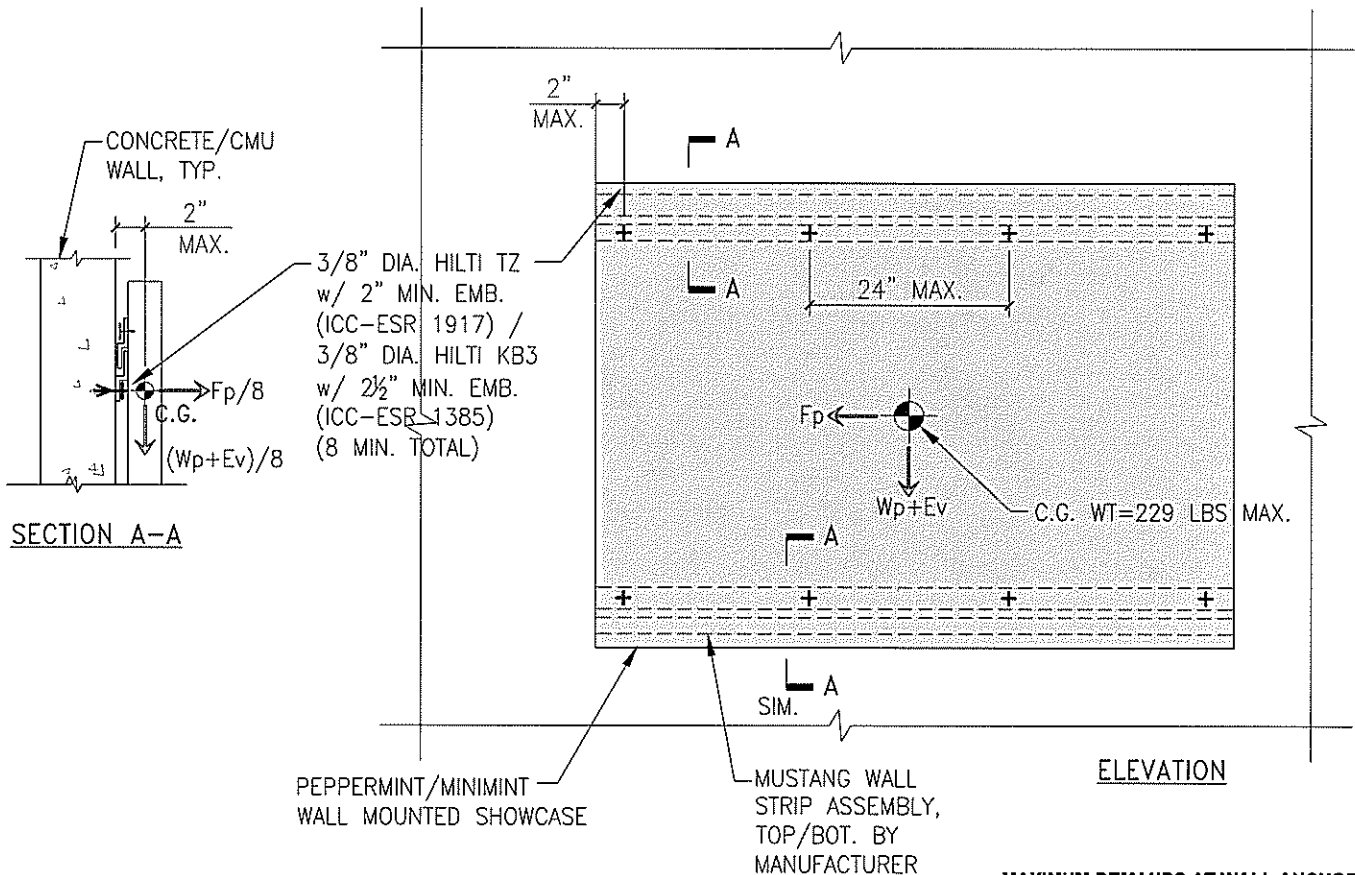 2"
MAX.
A
CONCRETE/CMU
WALL, TYP.
2"
MAX.
3/8" DIA. HILTI TZ
w/ 2" MIN. EMB.
(ICC-ESR 1917) /
3/8" DIA. HILTI KB3
w/ 2½" MIN. EMB.
(ICC-ESR 1385)
(8 MIN. TOTAL)
A
24" MAX.
Fp/8
C.G.
(Wp+Ev)/8
SECTION A-A
Fp
Wp+Ev
C.G. WT=229 LBS MAX.
A
A
SIM.
PEPPERMINT/MINIMINT
WALL MOUNTED SHOWCASE
MUSTANG WALL
STRIP ASSEMBLY,
TOP/BOT. BY
MANUFACTURER
ELEVATION